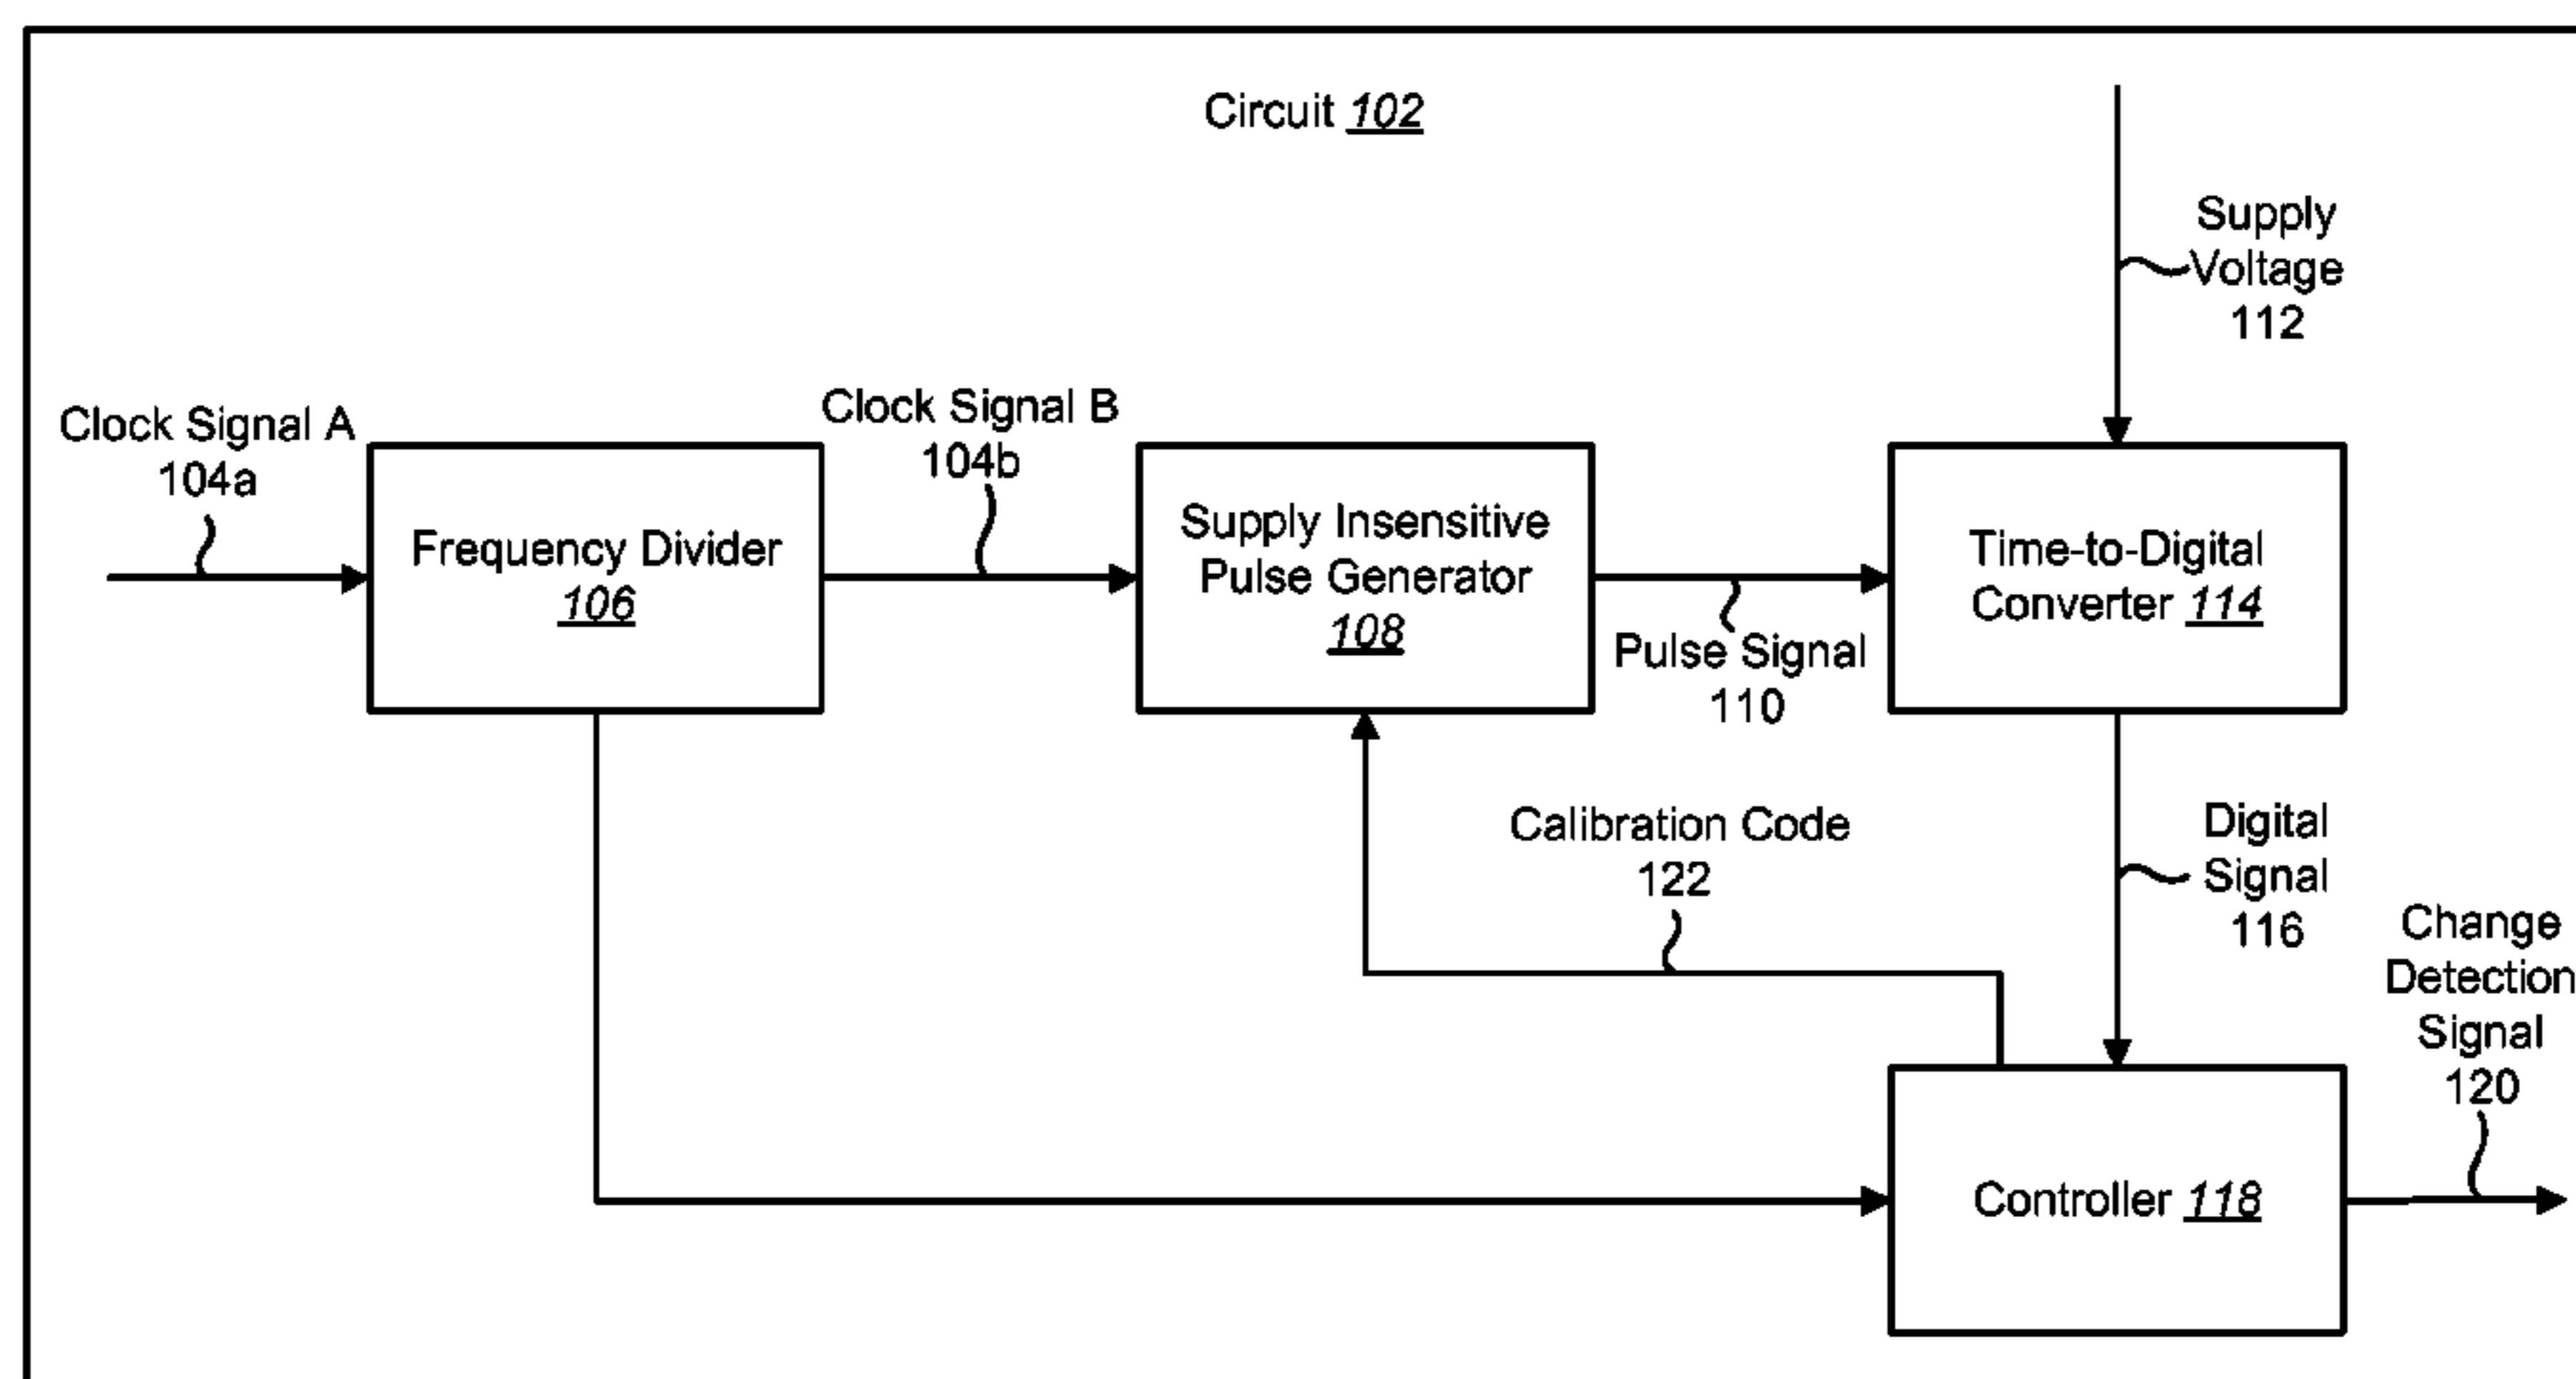 Circuit 102
Supply
Voltage
112
Clock Signal A
104a
Clock Signal B
104b
Frequency Divider
106
Supply Insensitive
Pulse Generator
108
Time-to-Digital
Converter 114
Pulse Signal
110
Calibration Code
122
Digital
Signal
116
Change
Detection
Signal
120
Controller 118